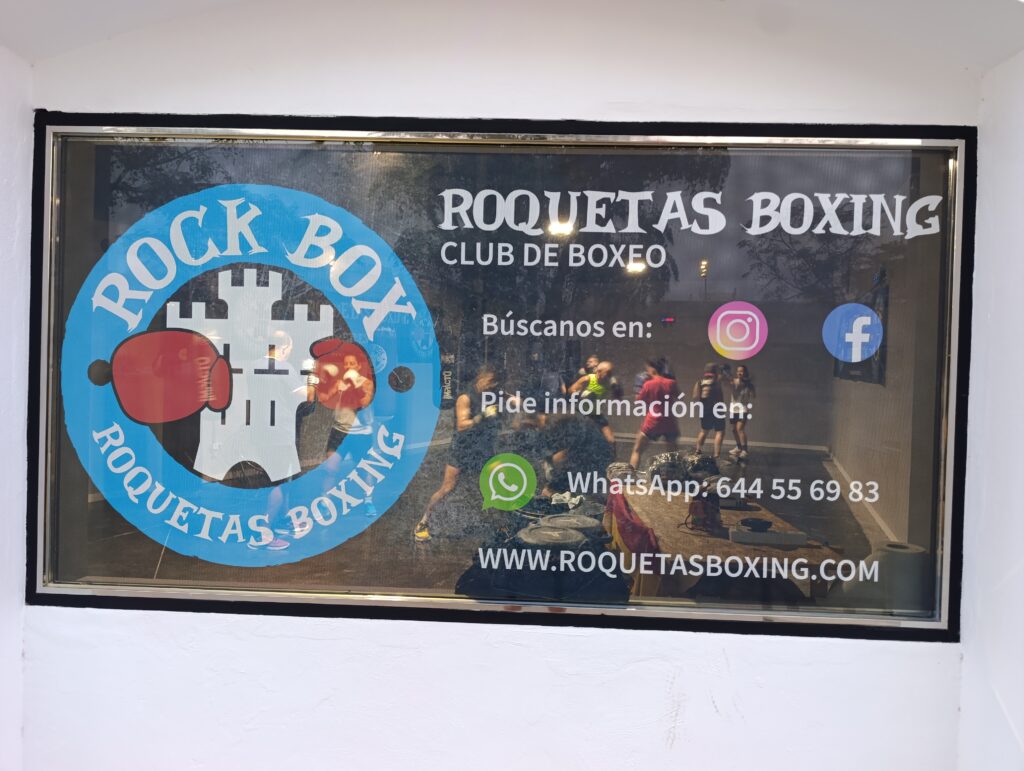 ROCK BOX
ROQUETAS BOXING
ROQUETAS BOXING
CLUB DE BOXEO
Búscanos en:
Pide información en:
WhatsApp: 644 55 69 83
WWW.ROQUETASBOXING.COM